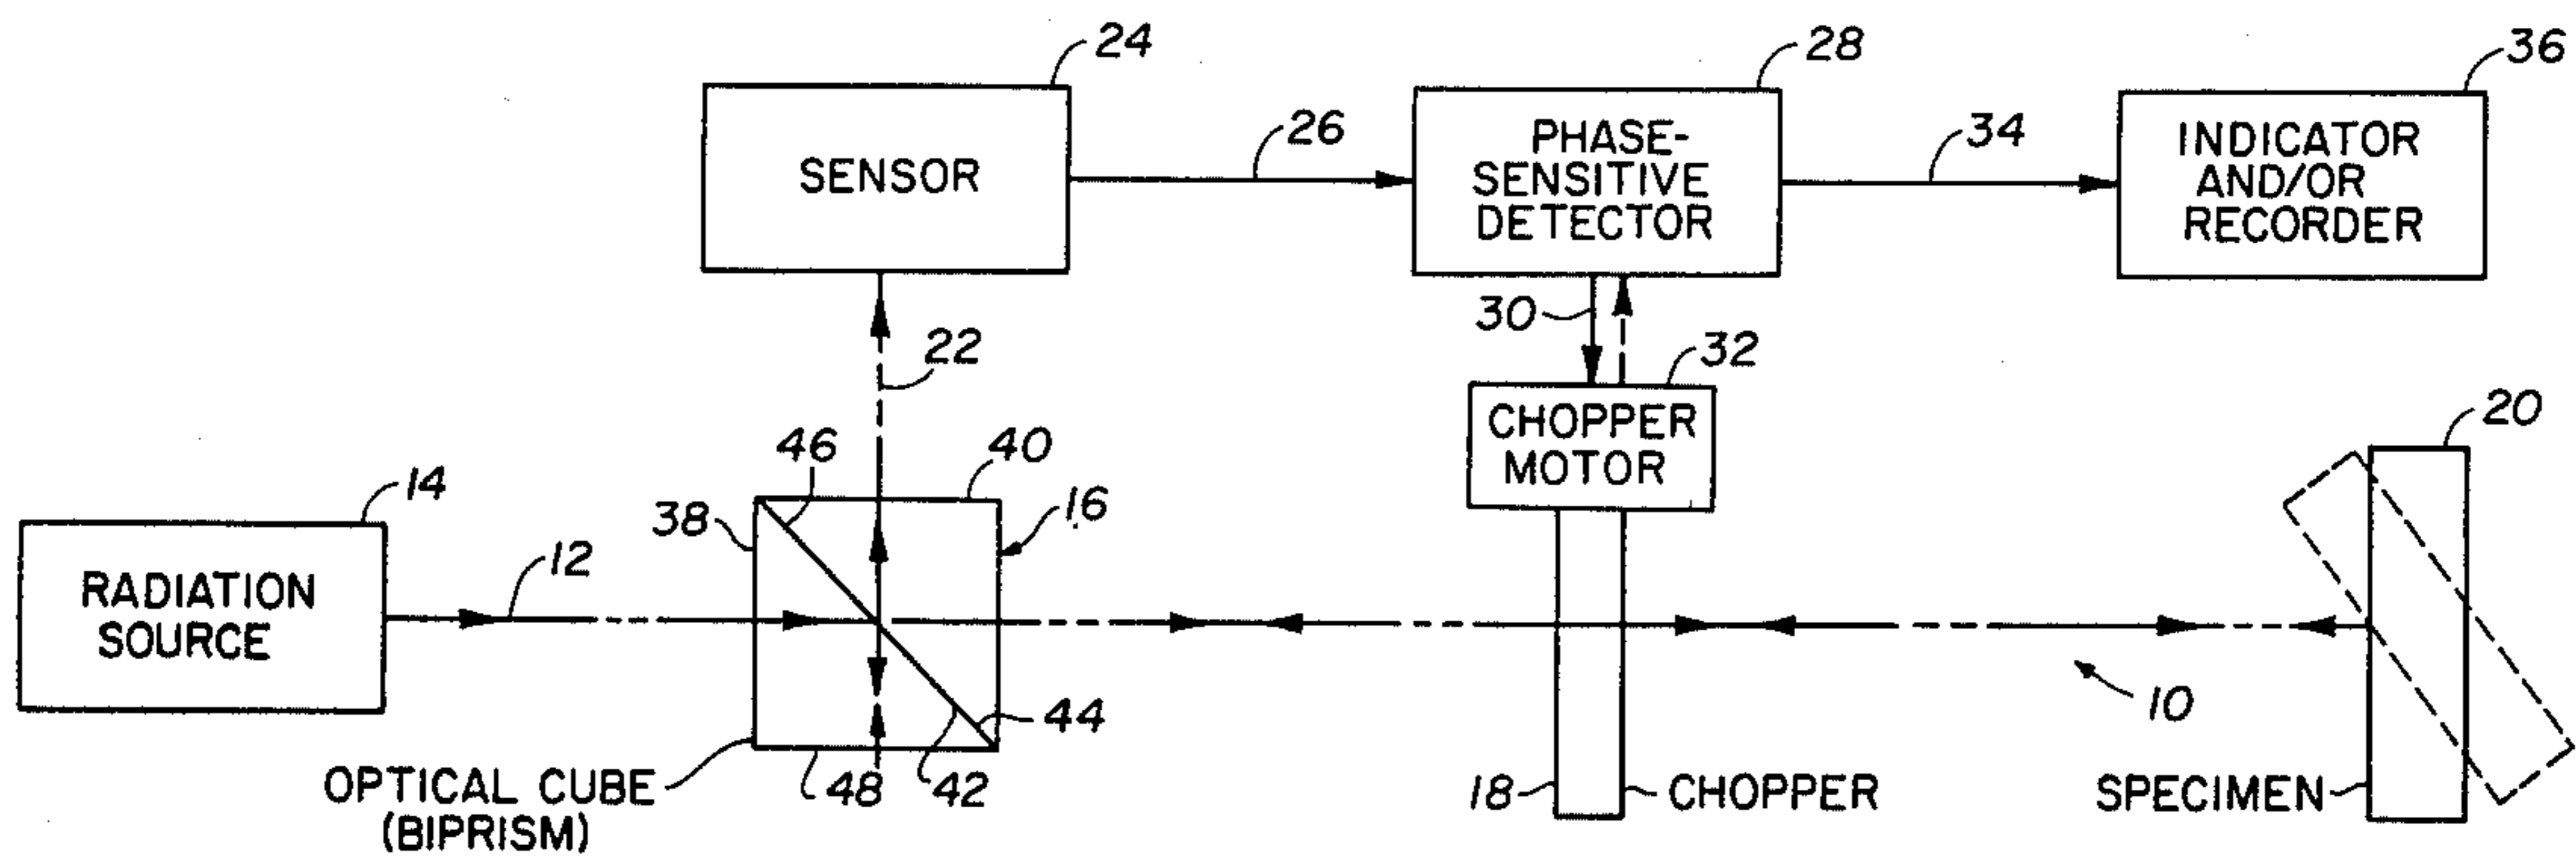 24
28
36
SENSOR
26
PHASE-
SENSITIVE
DETECTOR
34
INDICATOR
AND/OR
RECORDER
30
22
32
CHOPPER
MOTOR
20
46
40
14
38
16
12
RADIATION
SOURCE
44
10
OPTICAL CUBE
(BIPRISM)
48
42
18
CHOPPER
SPECIMEN